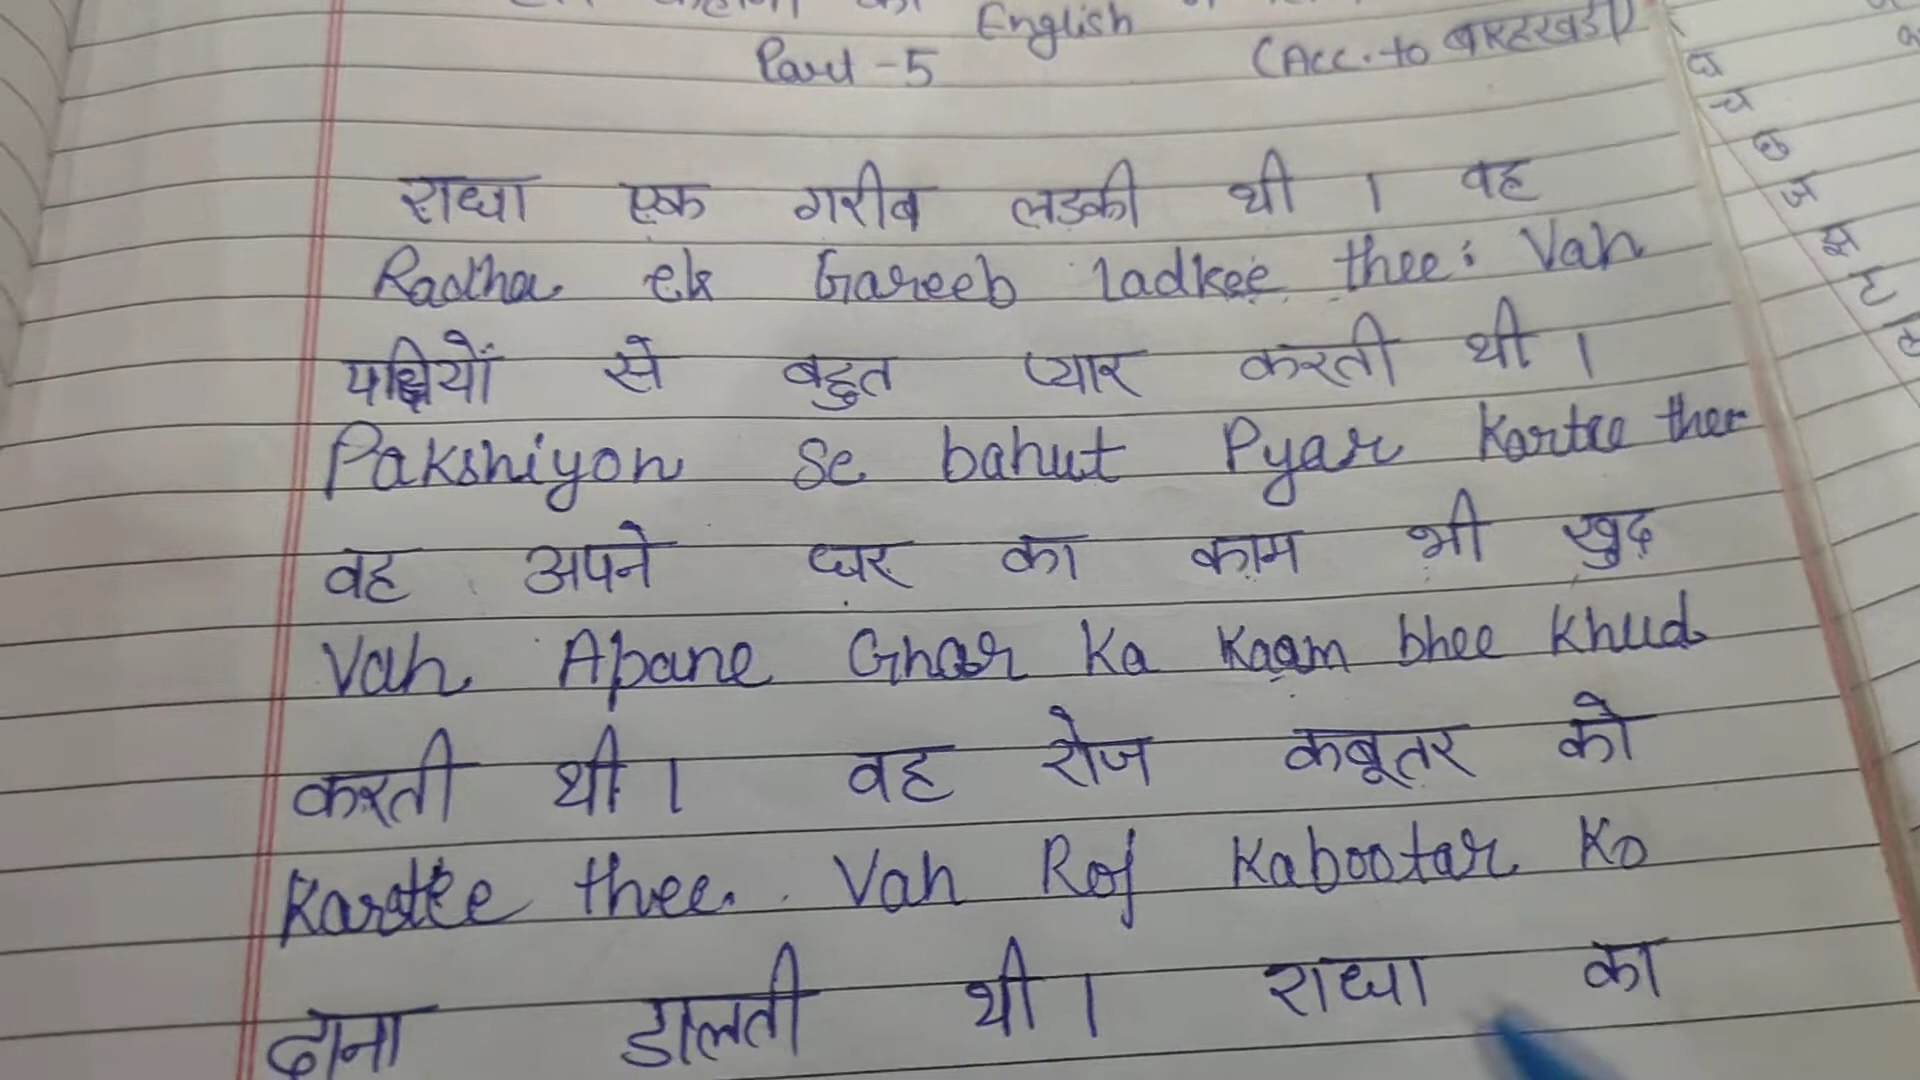 English
Part-5 (Acc. to बारहखडी)
राधा एक गरीब लड़की थी । वह
Radha ek Gareeb ladkee thee: Vah
पक्षियों से बहुत प्यार करती थी ।
Pakshiyon se bahut Pyar Kartee thee
वह अपने घर का काम भी खुद
Vah Apane Ghar Ka Kaam bhee Khud
करती थी । वह रोज कबूतर को
Karatee thee. Vah Roj Kabootar Ko
दाना डालती थी । राधा का
घ
च
छ
ज
झ
ट
ठ